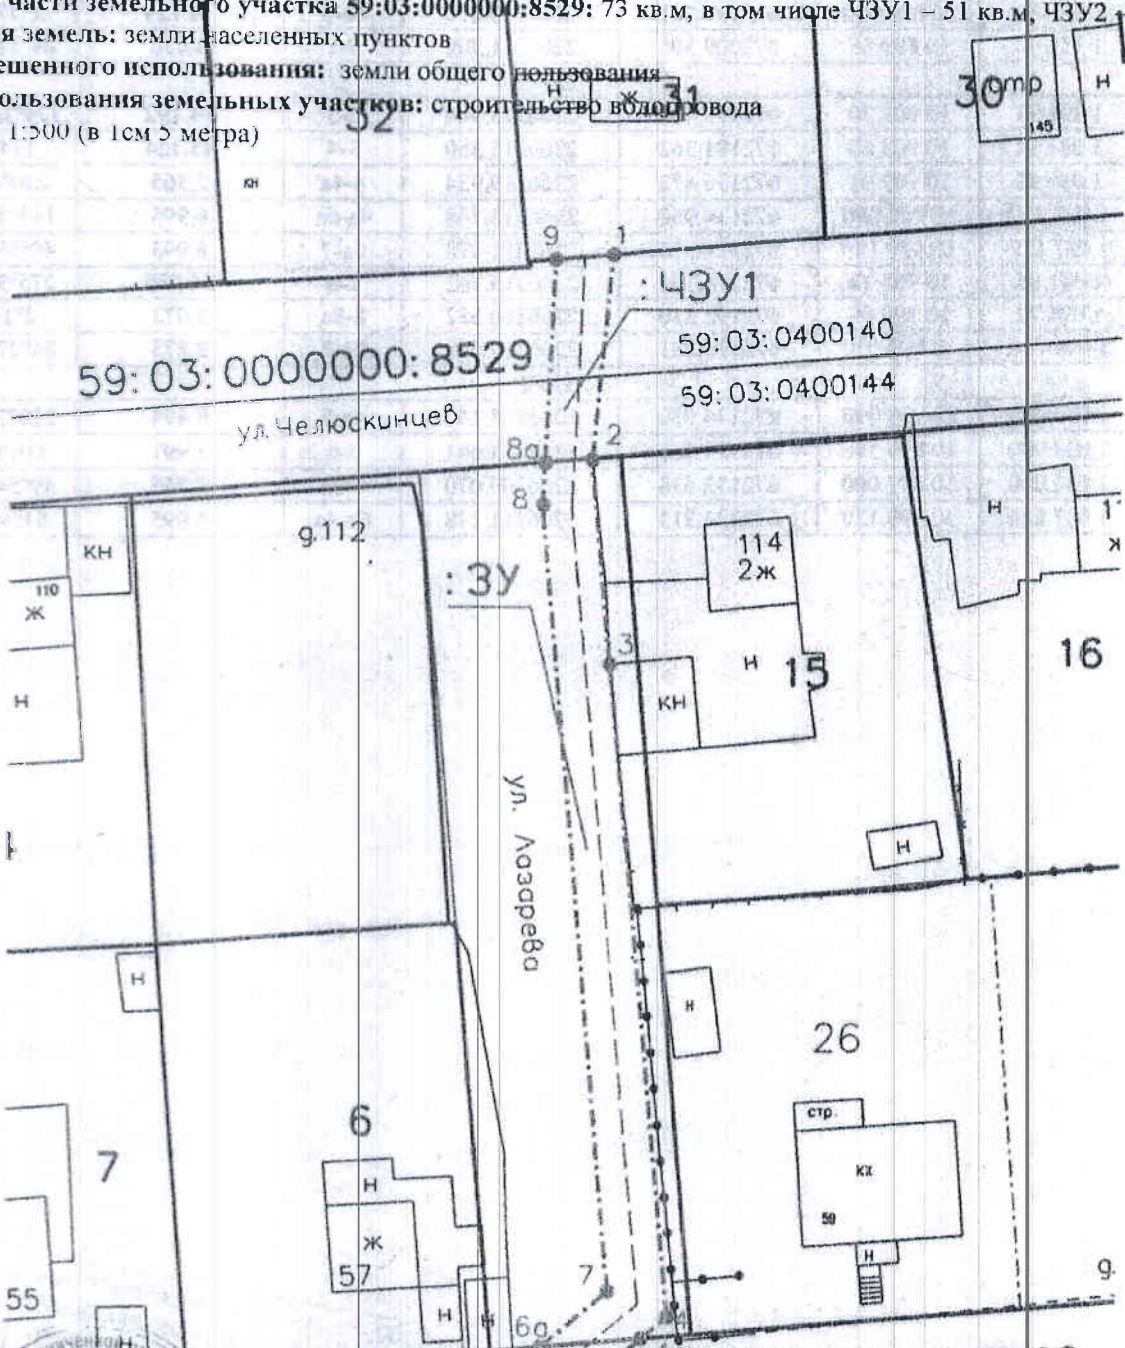 части земельного участка 59:03:0000000:8529: 73 кв.м, в том числе ЧЗУ1 – 51 кв.м, ЧЗУ2
я земель: земли населенных пунктов
ешенного использования: земли общего пользования
ользования земельных участков: строительство водопровода
1:500 (в 1см 5 метра)
32
н
ж
31
30
отр
145
н
кн
9
1
:ЧЗУ1
59:03:0000000:8529
59:03:0400140
59:03:0400144
ул.Челюскинцев
8а
2
8
g.112
кн
110
ж
н
:ЗУ
114
2ж
н
3
н
15
кн
16
ул. Лазарева
н
н
н
26
6
7
н
ж
57
н
н
стр.
кж
59
н
7
6а
4
55
н
g.